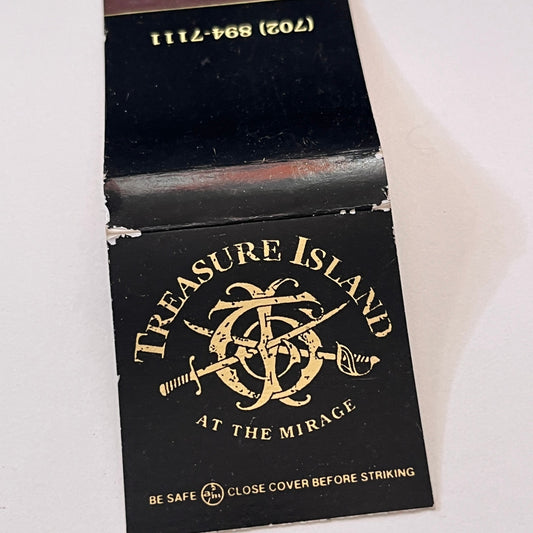 (702) 894-7111
TREASURE ISLAND
AT THE MIRAGE
BE SAFE CLOSE COVER BEFORE STRIKING